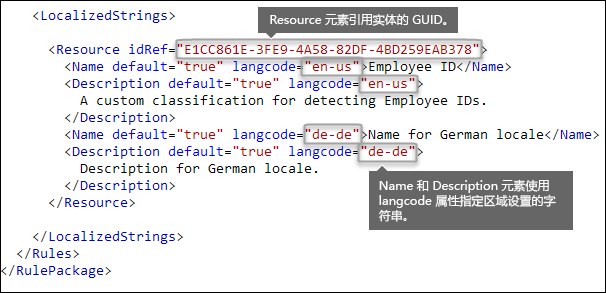 <LocalizedStrings>
Resource 元素引用实体的 GUID。
<Resource idRef="E1CC861E-3FE9-4A58-82DF-4BD259EAB378">
<Name default="true" langcode="en-us">Employee ID</Name>
<Description default="true" langcode="en-us">
A custom classification for detecting Employee IDs.
</Description>
<Name default="true" langcode="de-de">Name for German locale</Name>
<Description default="true" langcode="de-de">
Description for German locale.
</Description>
</Resource>
Name 和 Description 元素使用
langcode 属性指定区域设置的字
符串。
</LocalizedStrings>
</Rules>
</RulePackage>